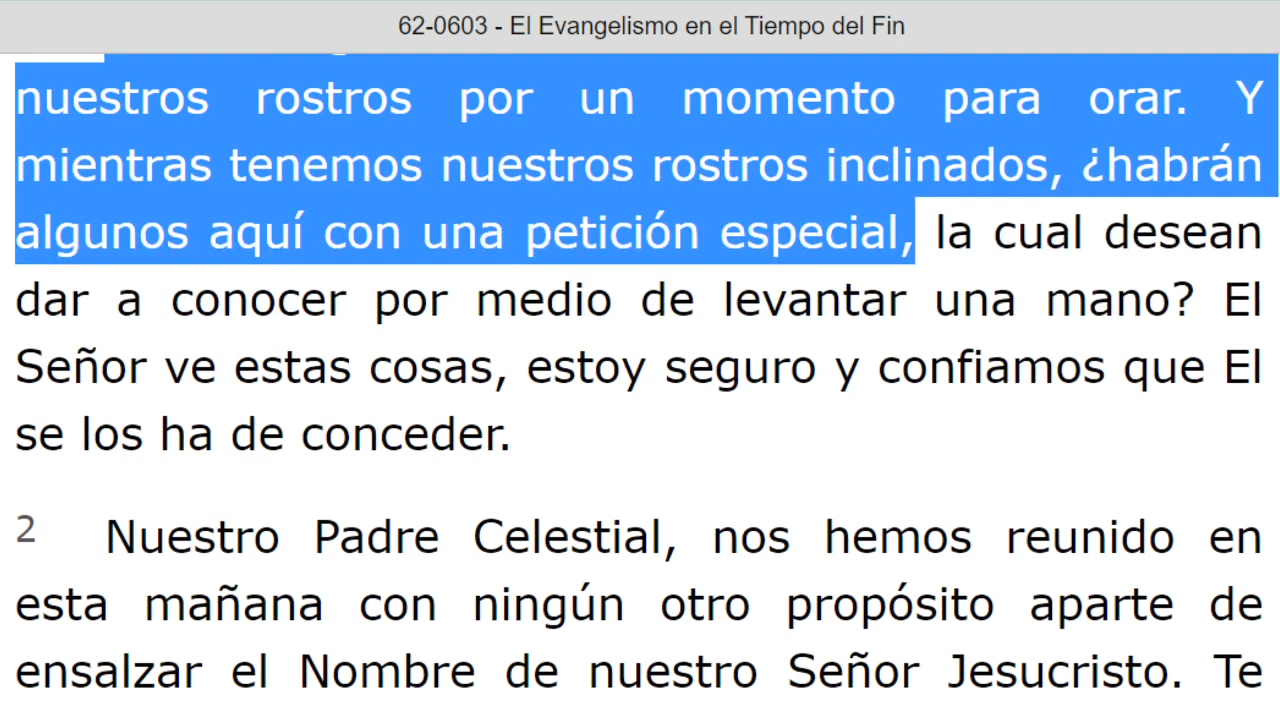 62-0603 - El Evangelismo en el Tiempo del Fin
nuestros rostros por un momento para orar. Y
mientras tenemos nuestros rostros inclinados, ¿habrán
algunos aquí con una petición especial, la cual desean
dar a conocer por medio de levantar una mano? El
Señor ve estas cosas, estoy seguro y confiamos que El
se los ha de conceder.
2 Nuestro Padre Celestial, nos hemos reunido en
esta mañana con ningún otro propósito aparte de
ensalzar el Nombre de nuestro Señor Jesucristo. Te